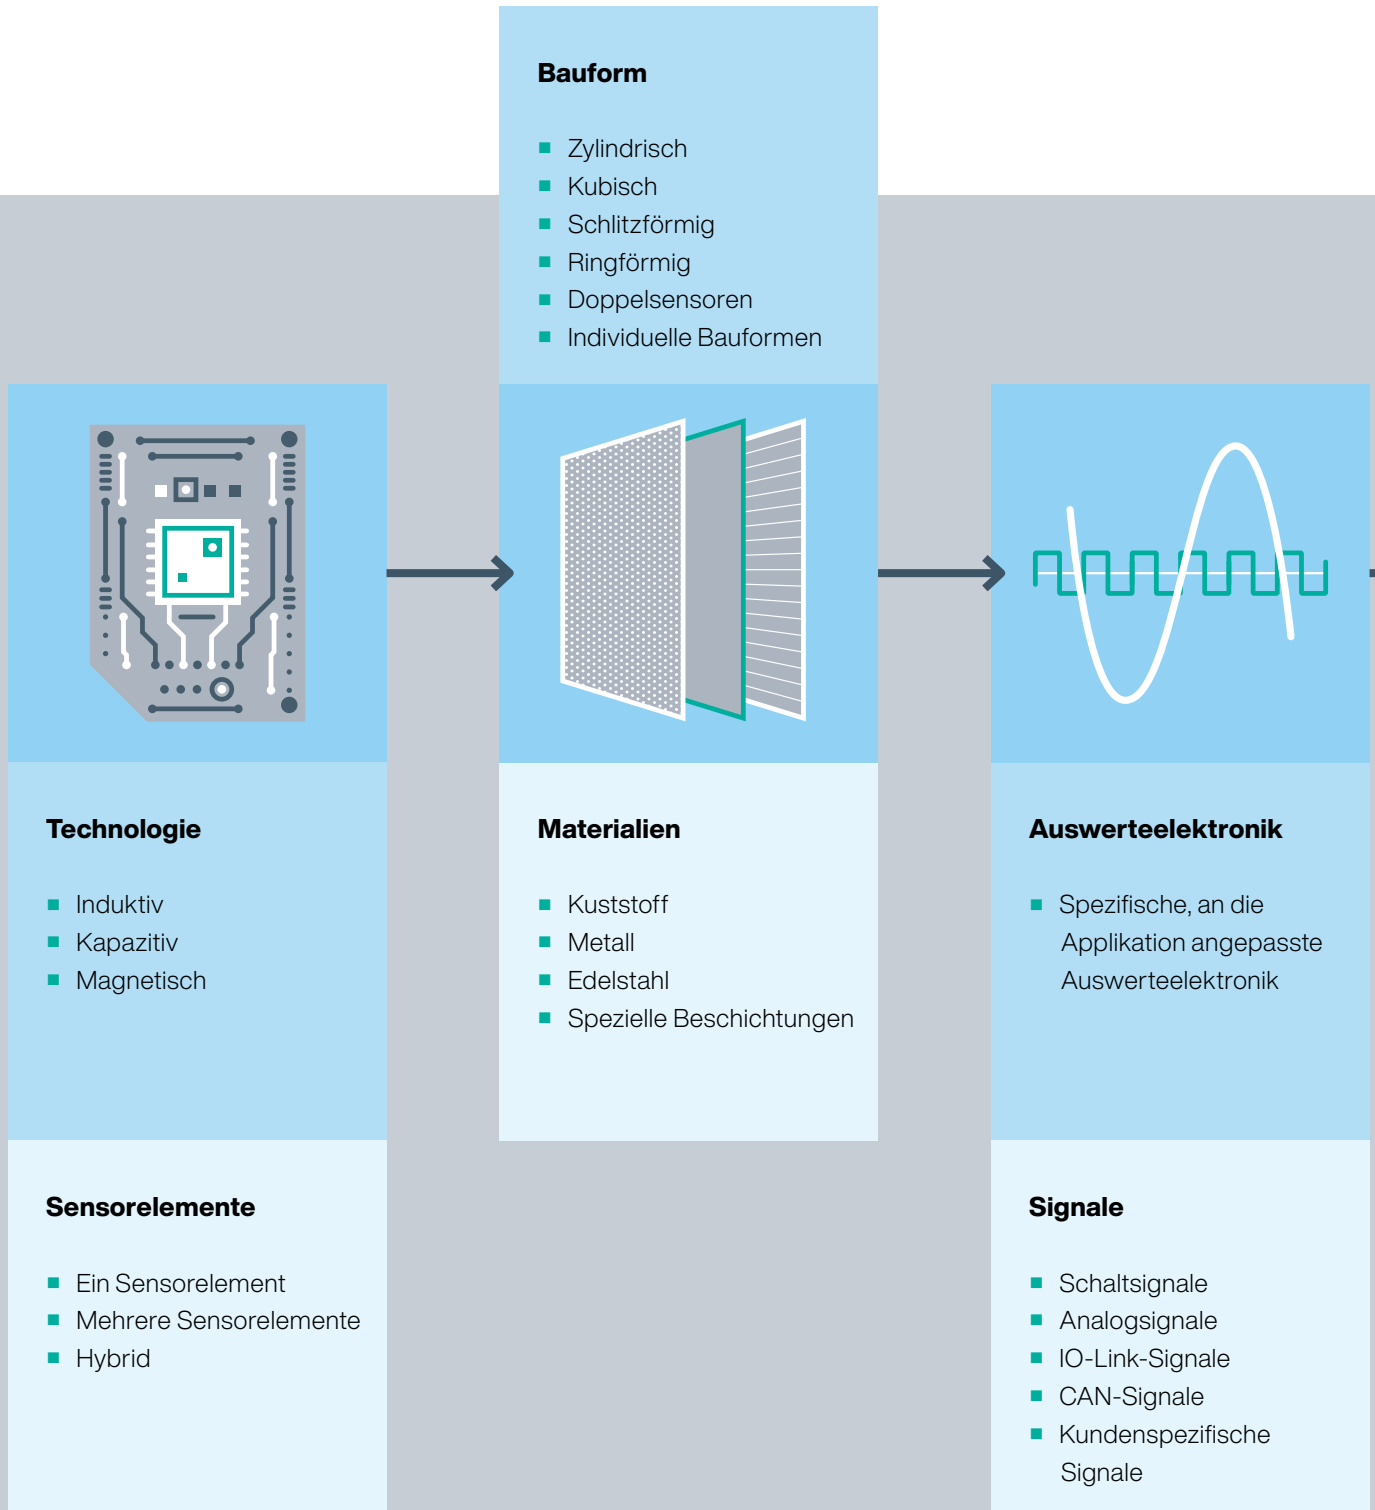 Bauform
Zylindrisch
Kubisch
Schlitzförmig
Ringförmig
Doppelsensoren
Individuelle Bauformen
Technologie
Induktiv
Kapazitiv
Magnetisch
Sensorelemente
Ein Sensorelement
Mehrere Sensorelemente
Hybrid
Materialien
Kuststoff
Metall
Edelstahl
Spezielle Beschichtungen
Auswerteelektronik
Spezifische, an die
Applikation angepasste
Auswerteelektronik
Signale
Schaltsignale
Analogsignale
IO-Link-Signale
CAN-Signale
Kundenspezifische
Signale